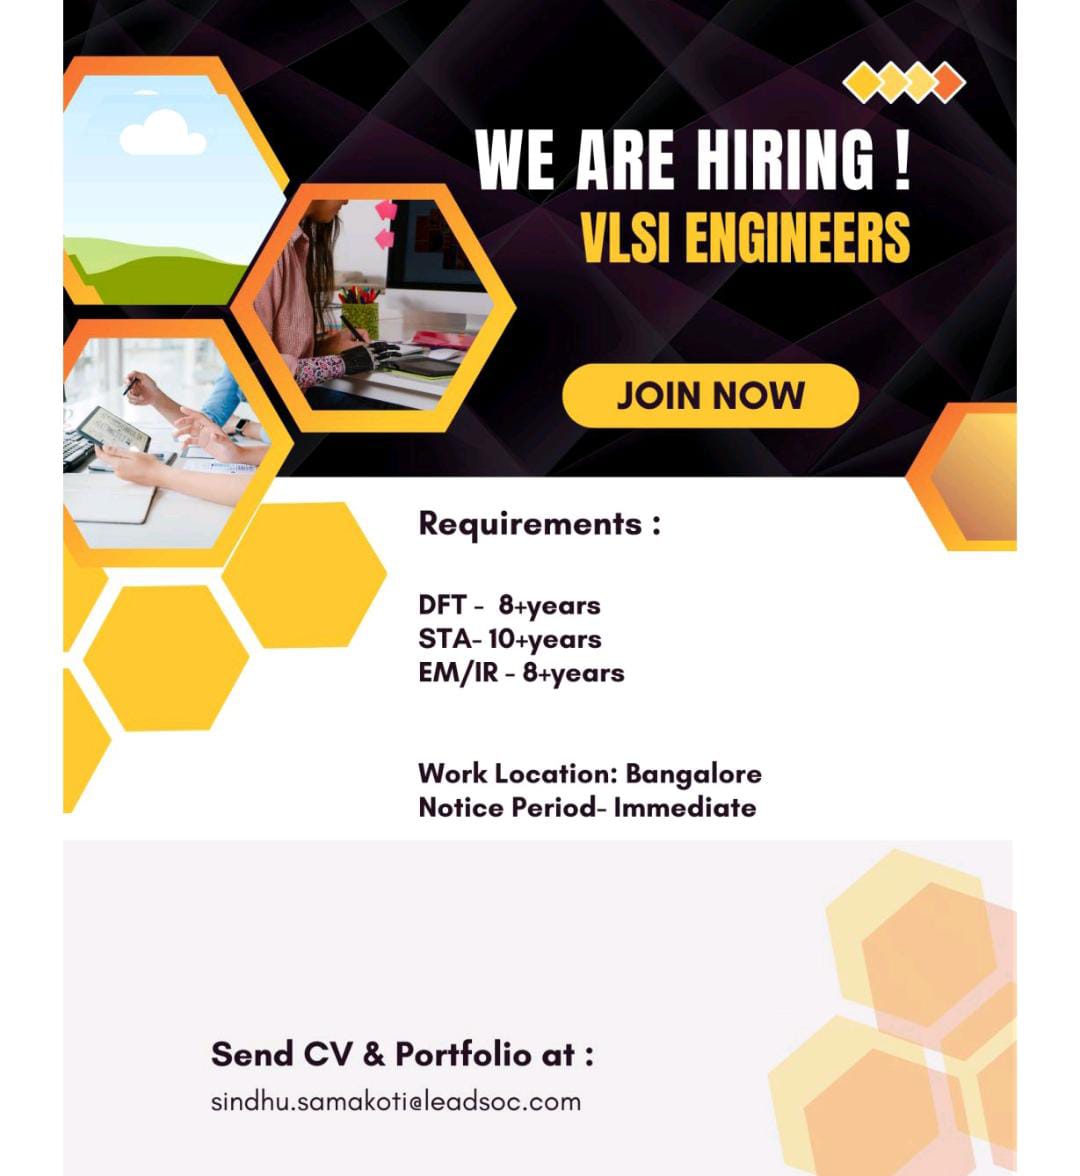 WE ARE HIRING !
VLSI ENGINEERS
JOIN NOW
Requirements :
DFT -  8+years
STA- 10+years
EM/IR - 8+years
Work Location: Bangalore
Notice Period- Immediate
Send CV & Portfolio at :
sindhu.samakoti@leadsoc.com